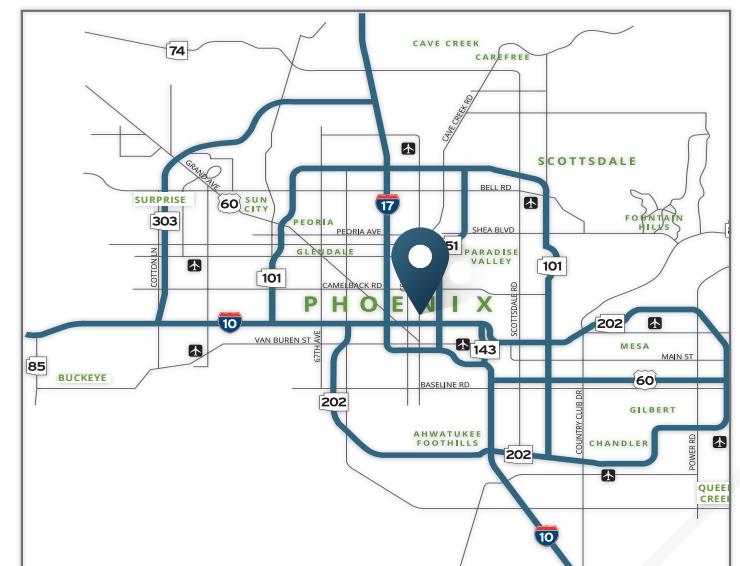 CAVE CREEK
74
CAREFREE
CAVE CREEK RD
SCOTTSDALE
GRAND AVE
BELL RD
SURPRISE
60
SUN
CITY
17
303
PEORIA
FOUNTAIN
HILLS
PEORIA AVE
SHEA BLVD
51
GLENDALE
PARADISE
VALLEY
COTTON LN
101
101
CAMELBACK RD
PHOENIX
SCOTTSDALE RD
10
202
VAN BUREN ST
67TH AVE
143
MESA
MAIN ST
85
BUCKEYE
BASELINE RD
60
202
COUNTRY CLUB DR
GILBERT
AHWATUKEE
FOOTHILLS
CHANDLER
POWER RD
202
QUEE
CREE
10